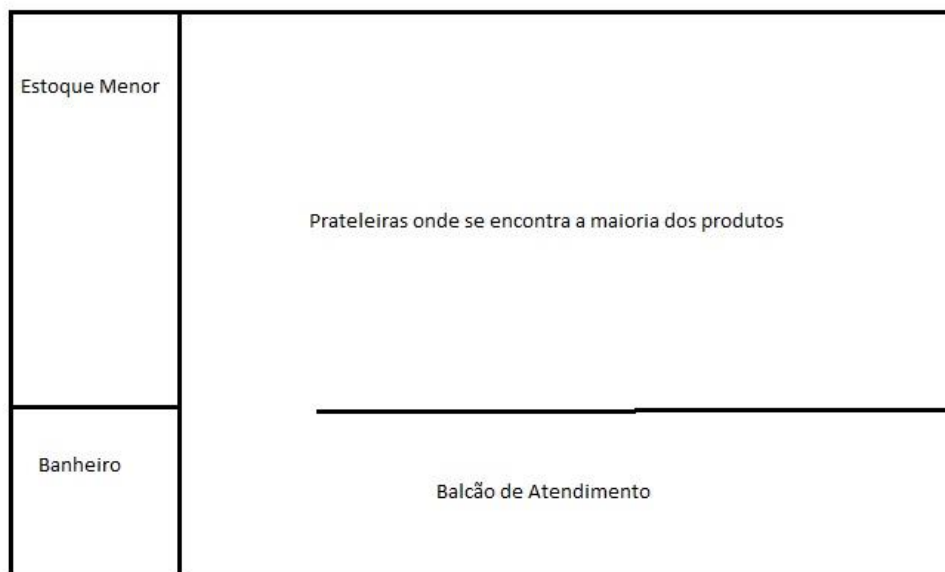 Estoque Menor
Prateleiras onde se encontra a maioria dos produtos
Banheiro
Balcão de Atendimento